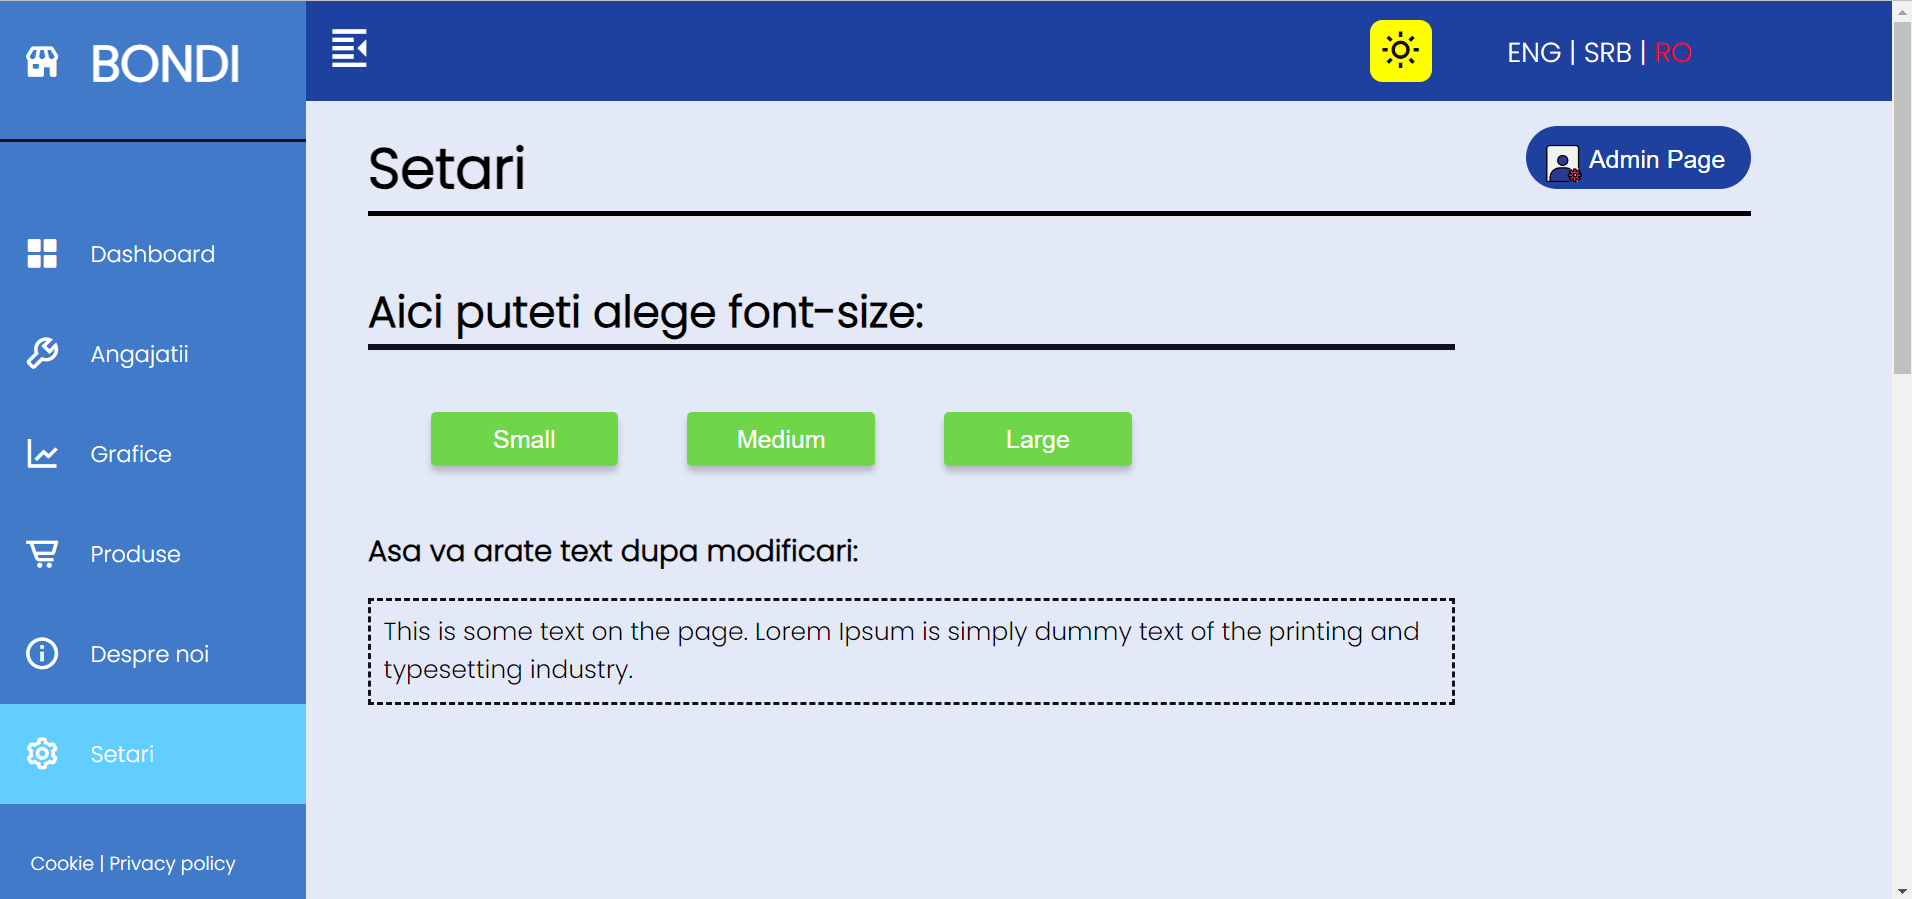 BONDI
ENG | SRB | RO
Setari
Admin Page
Dashboard
Angajatii
Grafice
Produse
Despre noi
Setari
Cookie | Privacy policy
Aici puteti alege font-size:
Small
Medium
Large
Asa va arate text dupa modificari:
This is some text on the page. Lorem Ipsum is simply dummy text of the printing and
typesetting industry.